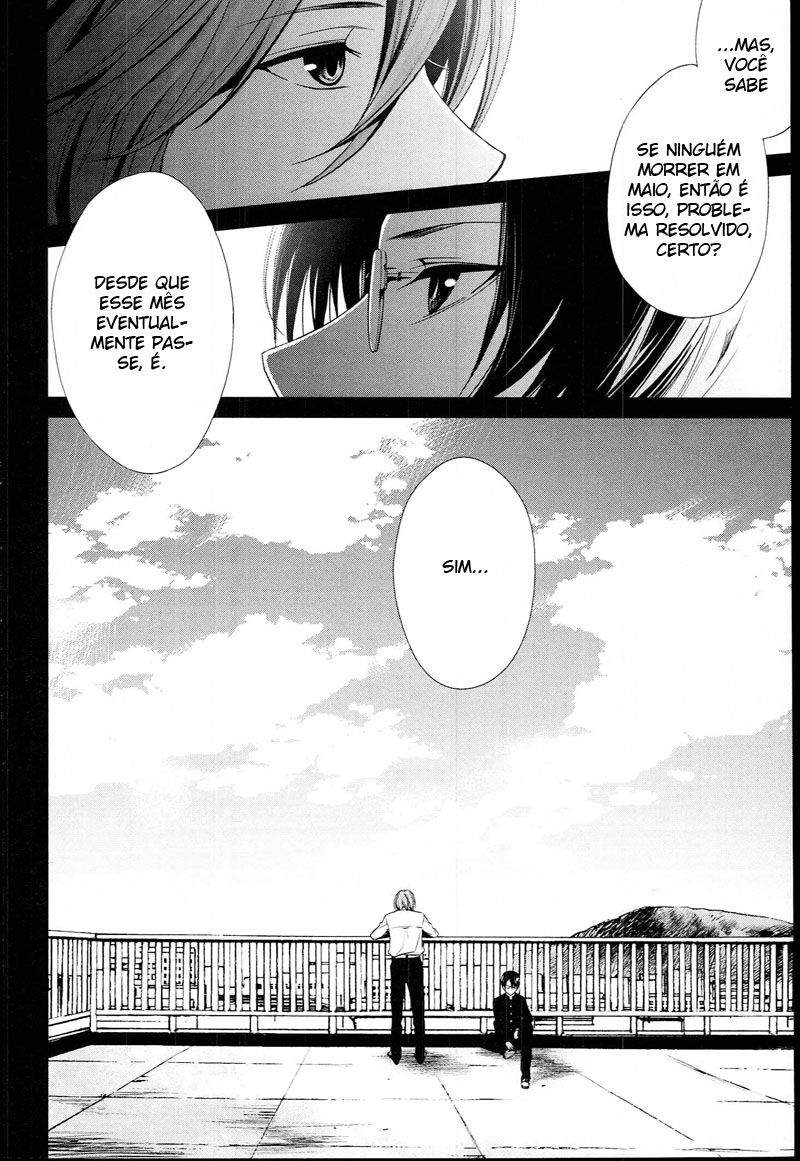 ...MAS,
VOCÊ
SABE
SE NINGUÉM
MORRER EM
MAIO, ENTÃO É
ISSO, PROBLE-
MA RESOLVIDO,
CERTO?
DESDE QUE
ESSE MÊS
EVENTUAL-
MENTE PAS-
SE, É.
SIM...